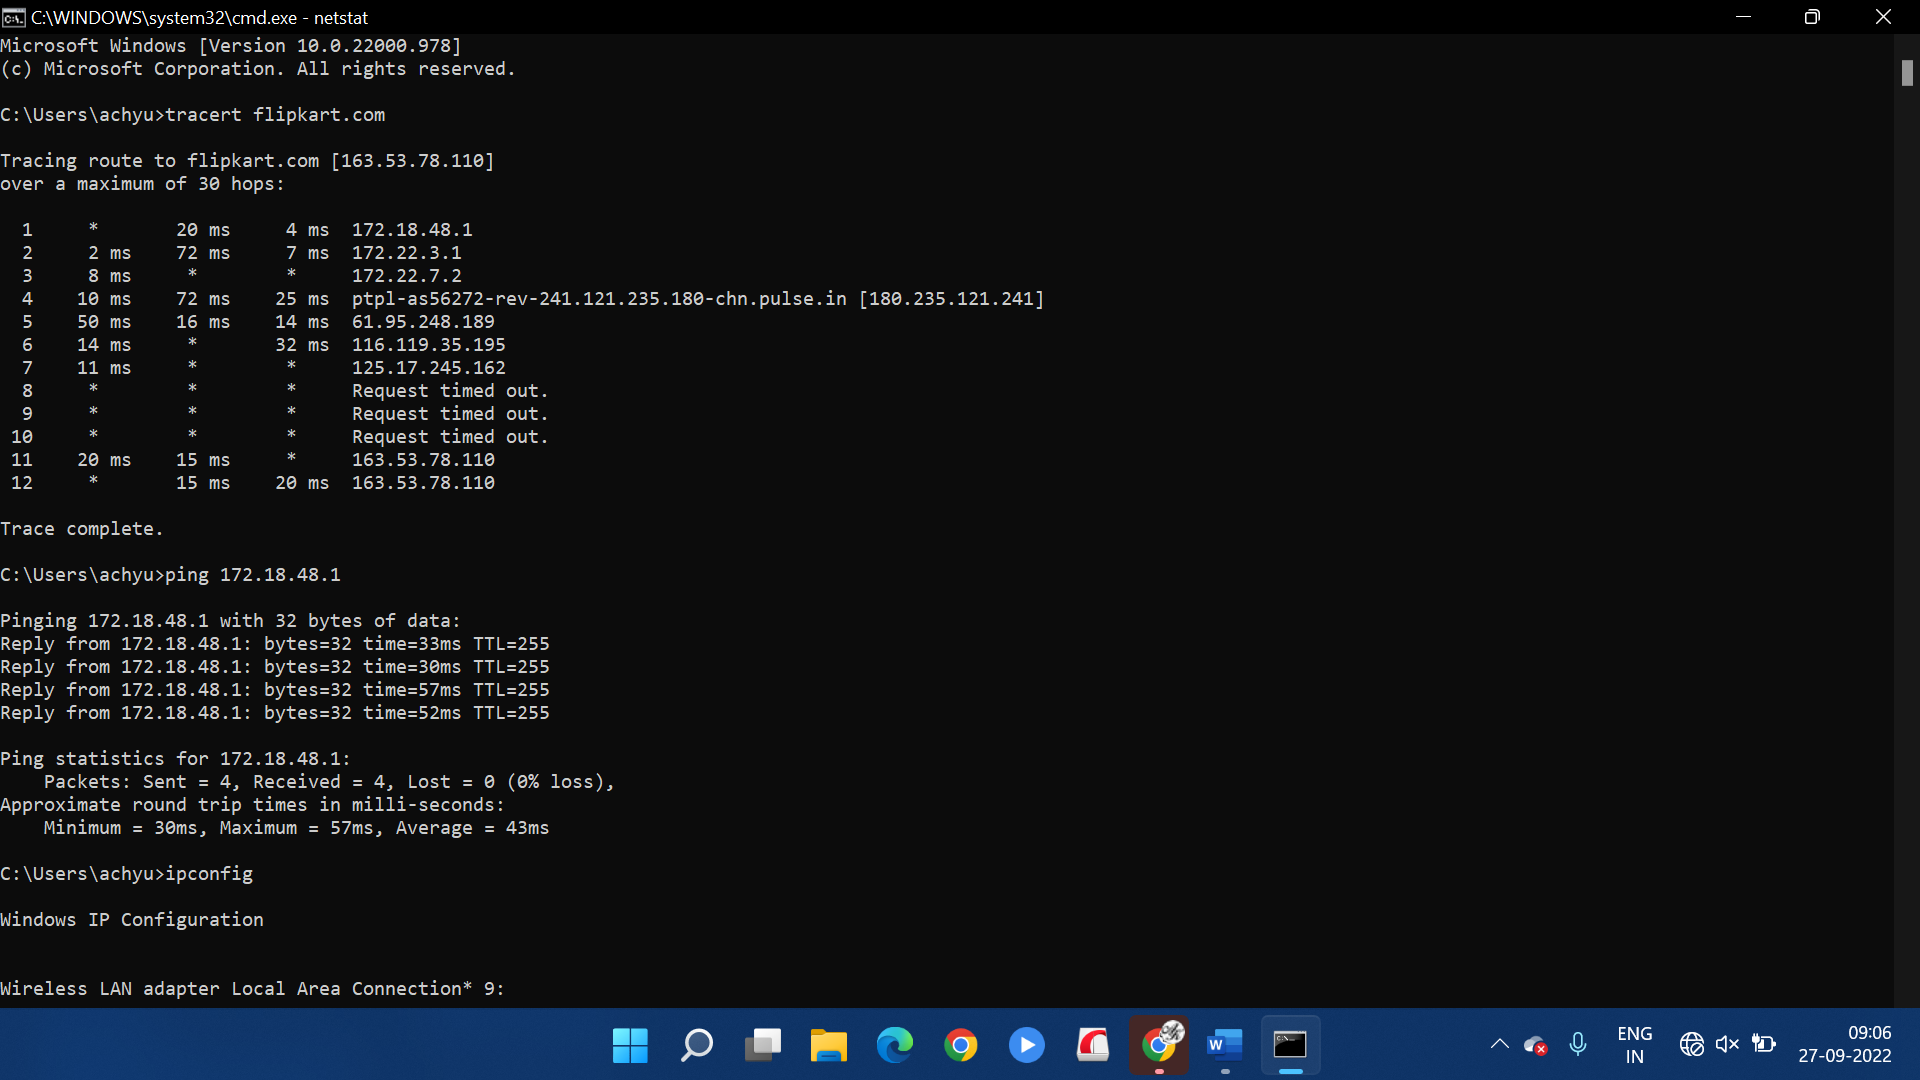 C:\WINDOWS\system32\cmd.exe - netstat
Microsoft Windows [Version 10.0.22000.978]
(c) Microsoft Corporation. All rights reserved.
C:\Users\achyu>tracert flipkart.com
Tracing route to flipkart.com [163.53.78.110]
over a maximum of 30 hops:
1 * 20 ms 4 ms 172.18.48.1
2 2 ms 72 ms 7 ms 172.22.3.1
3 8 ms * * 172.22.7.2
4 10 ms 72 ms 25 ms ptpl-as56272-rev-241.121.235.180-chn.pulse.in [180.235.121.241]
5 50 ms 16 ms 14 ms 61.95.248.189
6 14 ms * 32 ms 116.119.35.195
7 11 ms * * 125.17.245.162
8 * * * Request timed out.
9 * * * Request timed out.
10 * * * Request timed out.
11 20 ms 15 ms * 163.53.78.110
12 * 15 ms 20 ms 163.53.78.110
Trace complete.
C:\Users\achyu>ping 172.18.48.1
Pinging 172.18.48.1 with 32 bytes of data:
Reply from 172.18.48.1: bytes=32 time=33ms TTL=255
Reply from 172.18.48.1: bytes=32 time=30ms TTL=255
Reply from 172.18.48.1: bytes=32 time=57ms TTL=255
Reply from 172.18.48.1: bytes=32 time=52ms TTL=255
Ping statistics for 172.18.48.1:
Packets: Sent = 4, Received = 4, Lost = 0 (0% loss),
Approximate round trip times in milli-seconds:
Minimum = 30ms, Maximum = 57ms, Average = 43ms
C:\Users\achyu>ipconfig
Windows IP Configuration
Wireless LAN adapter Local Area Connection* 9:
ENG
IN
09:06
27-09-2022